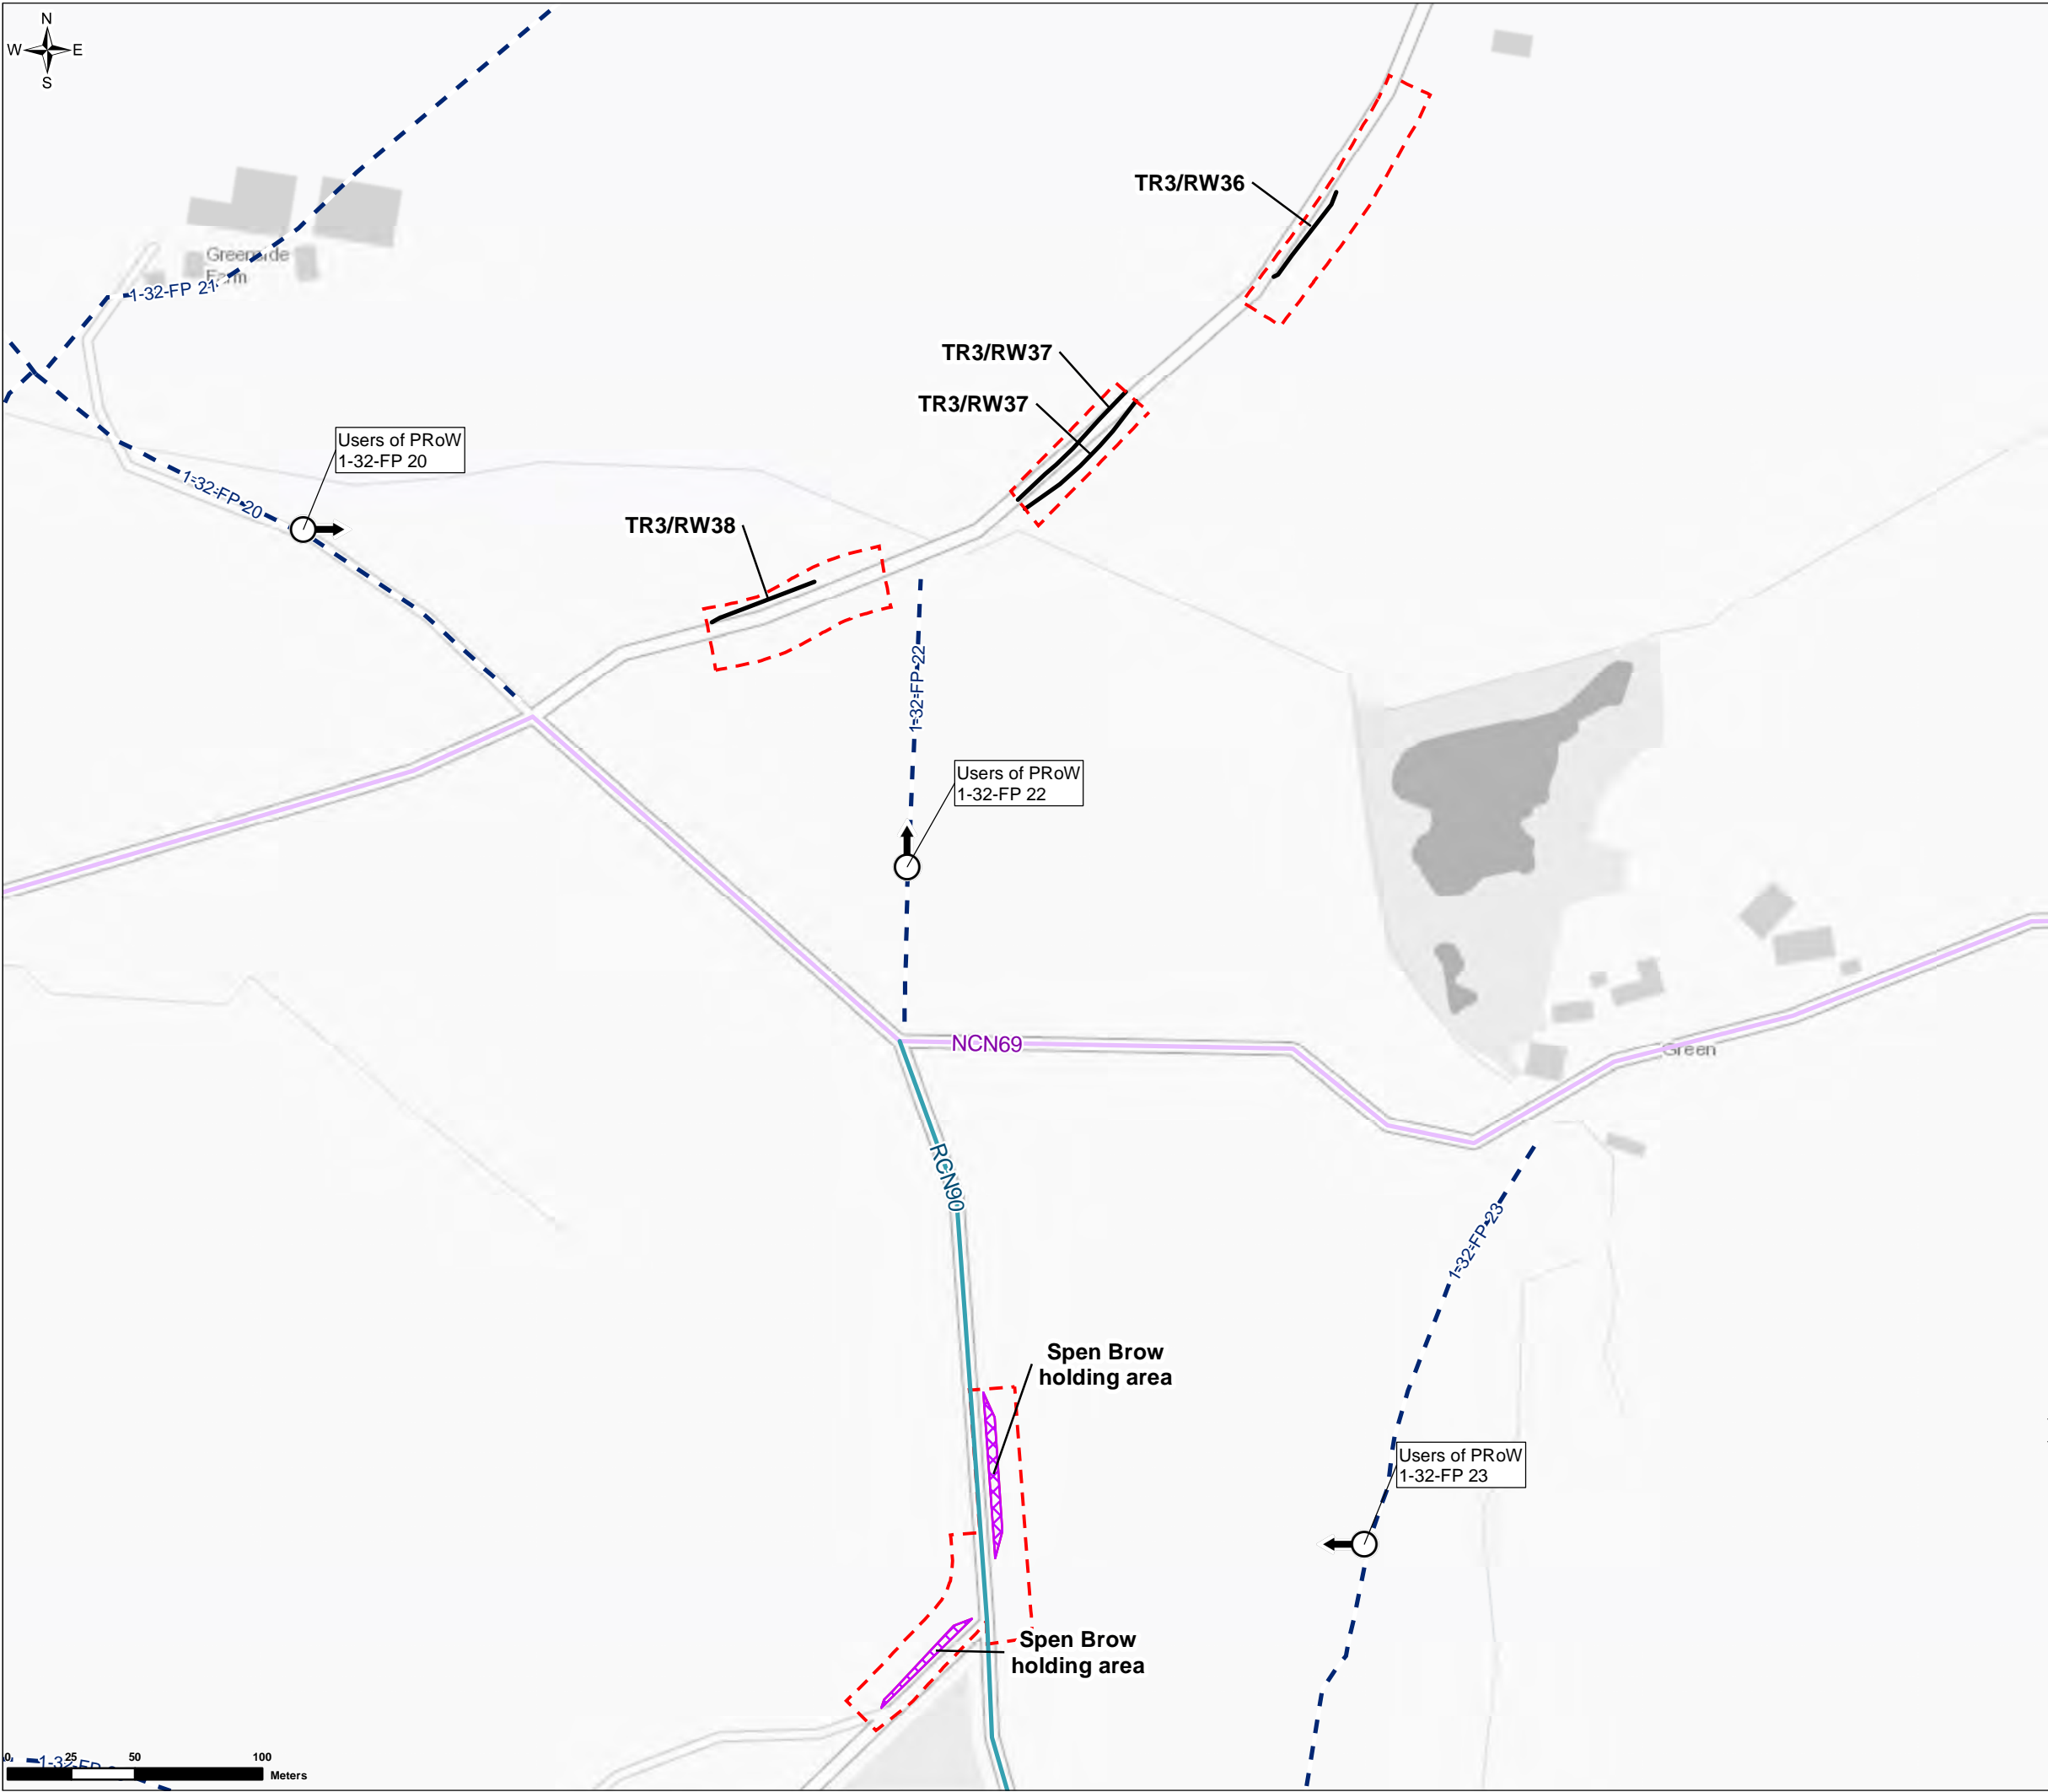 N
W E
S
TR3/RW36
Farm
1-32-FP 21
TR3/RW37
TR3/RW37
Users of PRoW
1-32-FP 20
1-32-FP 20
TR3/RW38
1-32-FP 22
Users of PRoW
1-32-FP 22
NCN69
Green
RCN90
1-32-FP 23
Spen Brow
holding area
Users of PRoW
1-32-FP 23
Spen Brow
holding area
0 25 50 100
Meters